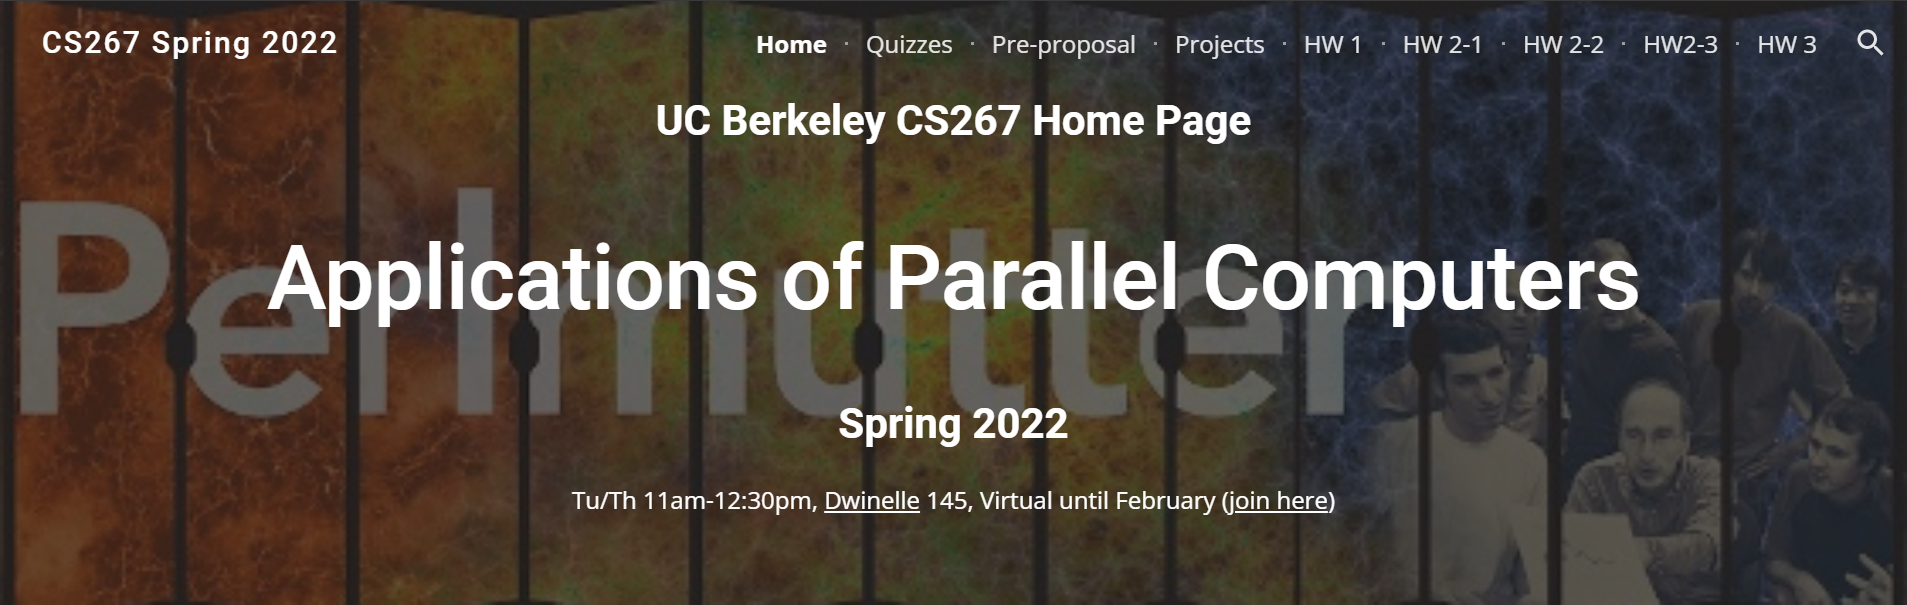 CS267 Spring 2022
Home · Quizzes · Pre-proposal · Projects · HW 1 · HW 2-1 · HW 2-2 · HW2-3 · HW 3
UC Berkeley CS267 Home Page
Perlmutter
Applications of Parallel Computers
Spring 2022
Tu/Th 11am-12:30pm, Dwinelle 145, Virtual until February (join here)